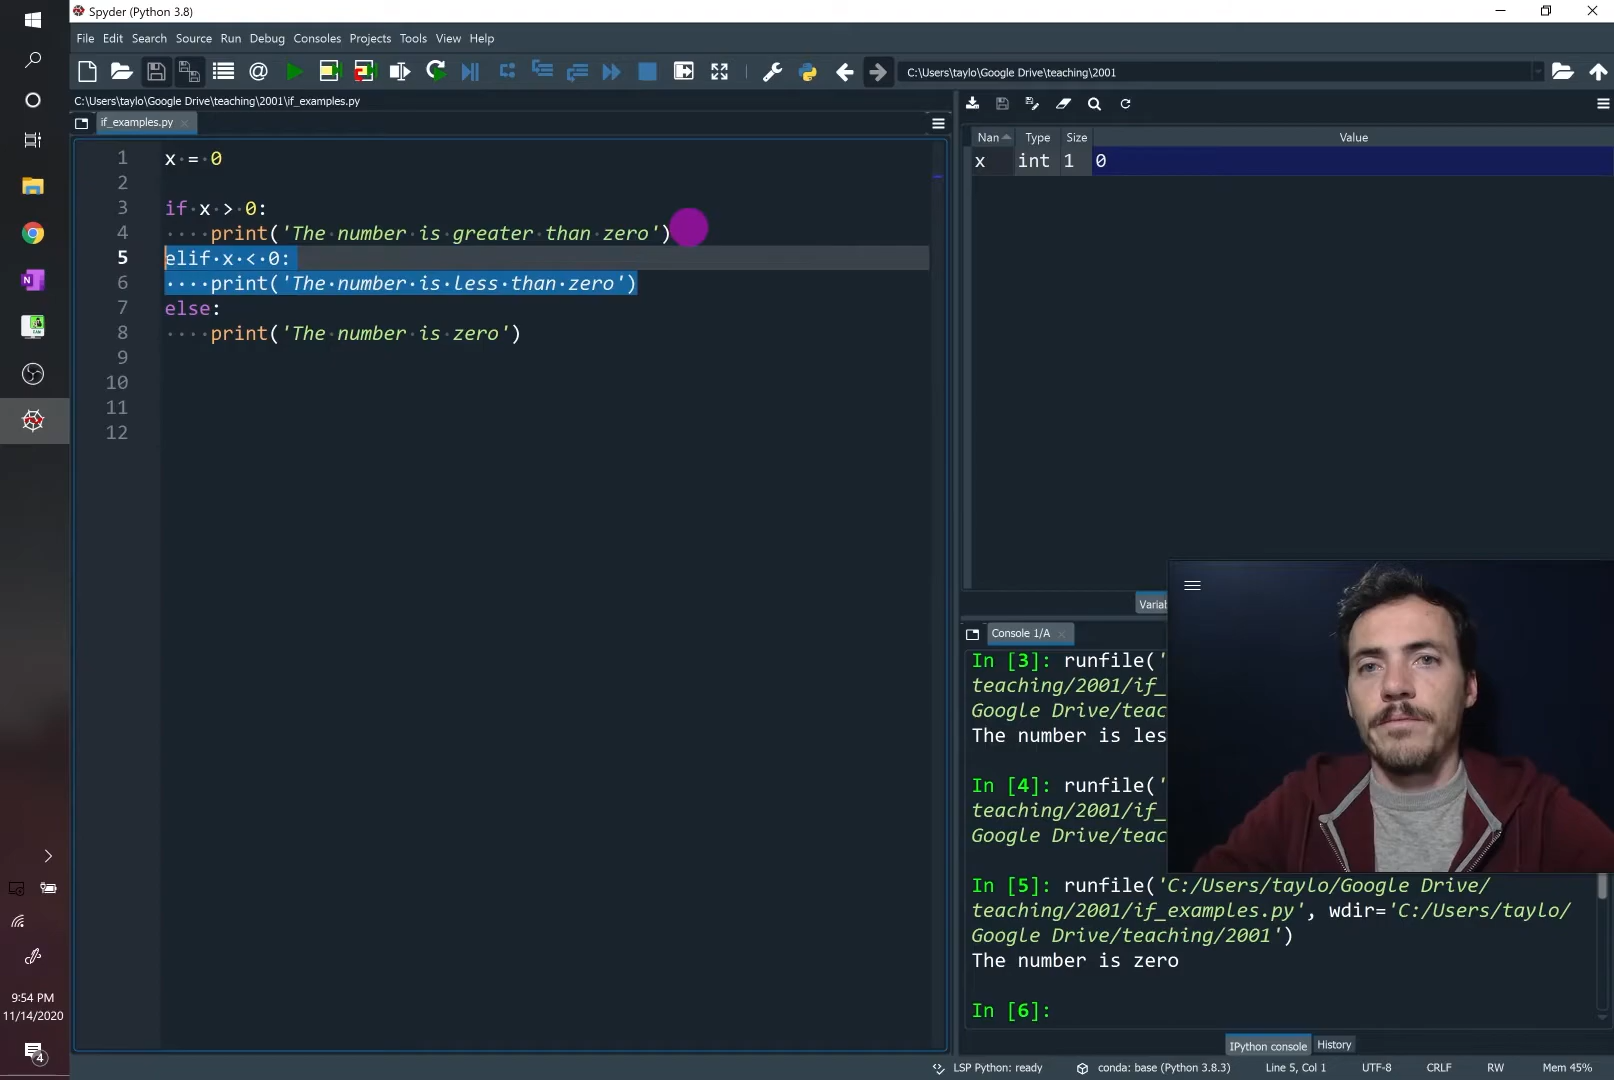 Spyder (Python 3.8)
File Edit Search Source Run Debug Consoles Projects Tools View Help
C:\Users\taylo\Google Drive\teaching\2001
C:\Users\taylo\Google Drive\teaching\2001\if_examples.py
if_examples.py
1 x = 0
2
3 if x > 0:
4 print('The number is greater than zero')
5 elif x < 0:
6 print('The number is less than zero')
7 else:
8 print('The number is zero')
9
10
11
12
Nan Type Size Value
x int 1 0
Variab
Console 1/A
In [3]: runfile('
teaching/2001/if_
Google Drive/teac
The number is les
In [4]: runfile('
teaching/2001/if_
Google Drive/teac
In [5]: runfile('C:/Users/taylo/Google Drive/
teaching/2001/if_examples.py', wdir='C:/Users/taylo/
Google Drive/teaching/2001')
The number is zero
In [6]:
IPython console History
LSP Python: ready conda: base (Python 3.8.3) Line 5, Col 1 UTF-8 CRLF RW Mem 45%
9:54 PM
11/14/2020
4